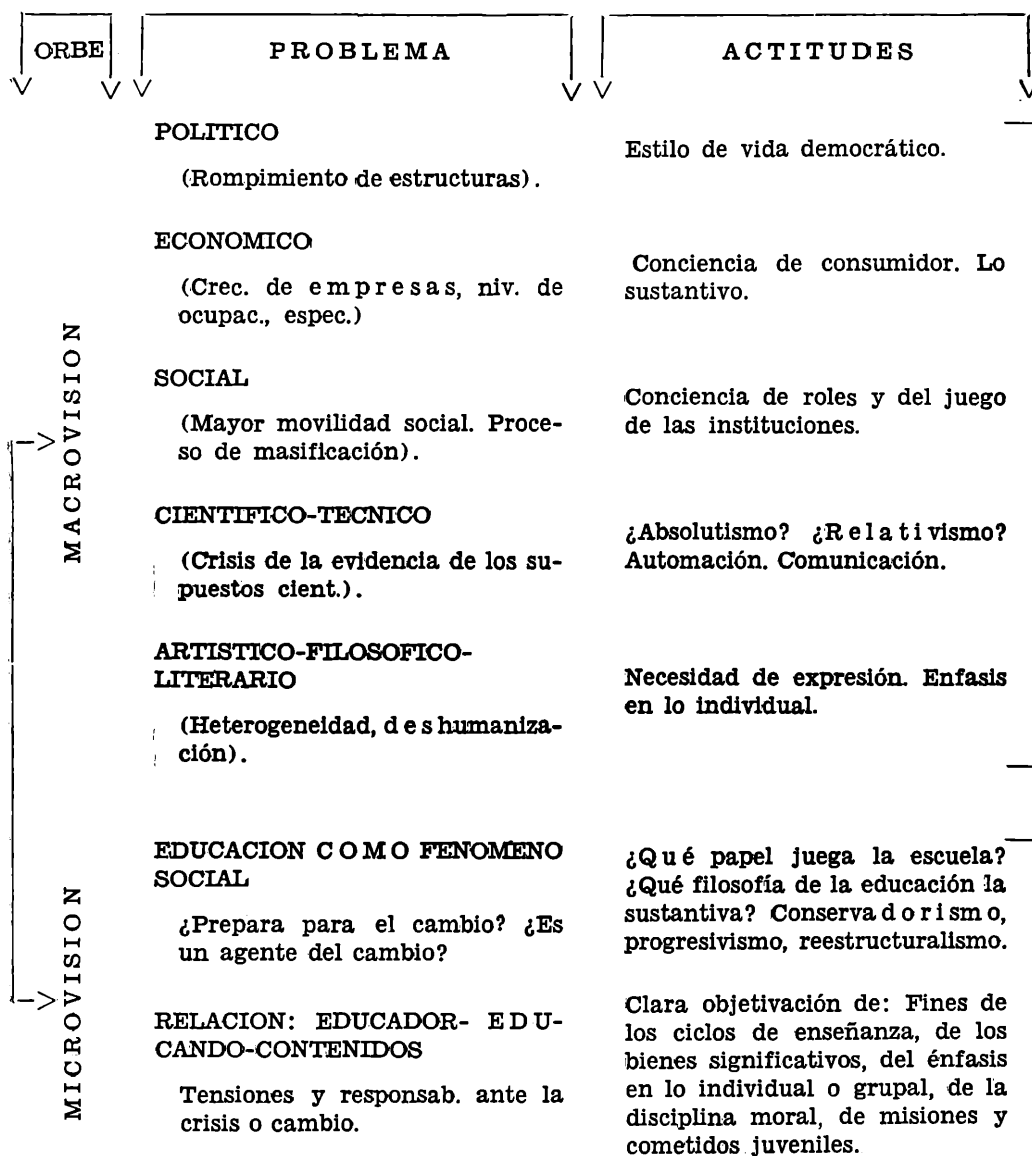 ORBE PROBLEMA ACTITUDES
MACROVISION
POLITICO
(Rompimiento de estructuras).
Estilo de vida democrático.
ECONOMICO
(Crec. de empresas, niv. de
ocupac., espec.)
Conciencia de consumidor. Lo
sustantivo.
SOCIAL
(Mayor movilidad social. Proce-
so de masificación).
Conciencia de roles y del juego
de las instituciones.
CIENTIFICO-TECNICO
(Crisis de la evidencia de los su-
puestos cient.).
¿Absolutismo? ¿Relativismo?
Automación. Comunicación.
ARTISTICO-FILOSOFICO-
LITERARIO
(Heterogeneidad, deshumaniza-
ción).
Necesidad de expresión. Enfasis
en lo individual.
MICROVISION
EDUCACION COMO FENOMENO
SOCIAL
¿Prepara para el cambio? ¿Es
un agente del cambio?
¿Qué papel juega la escuela?
¿Qué filosofía de la educación la
sustantiva? Conservadorismo,
progresivismo, reestructuralismo.
RELACION: EDUCADOR- EDU-
CANDO-CONTENIDOS
Tensiones y responsab. ante la
crisis o cambio.
Clara objetivación de: Fines de
los ciclos de enseñanza, de los
bienes significativos, del énfasis
en lo individual o grupal, de la
disciplina moral, de misiones y
cometidos juveniles.